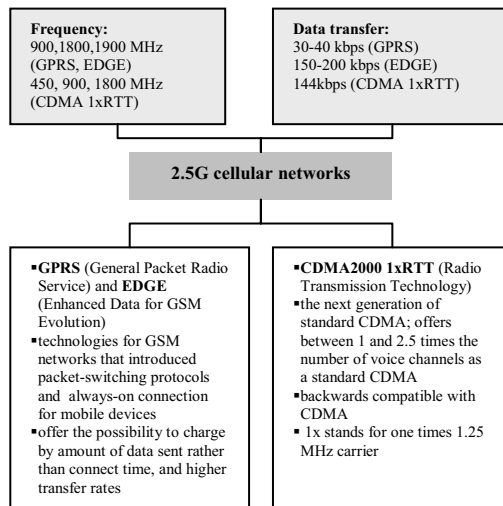 Frequency:
900,1800,1900 MHz
(GPRS, EDGE)
450, 900, 1800 MHz
(CDMA 1xRTT)
Data transfer:
30-40 kbps (GPRS)
150-200 kbps (EDGE)
144kbps (CDMA 1xRTT)
2.5G cellular networks
▪GPRS (General Packet Radio
Service) and EDGE
(Enhanced Data for GSM
Evolution)
▪technologies for GSM
networks that introduced
packet-switching protocols
and always-on connection
for mobile devices
▪offer the possibility to charge
by amount of data sent rather
than connect time, and higher
transfer rates
▪CDMA2000 1xRTT (Radio
Transmission Technology)
▪the next generation of
standard CDMA; offers
between 1 and 2.5 times the
number of voice channels as
a standard CDMA
▪backwards compatible with
CDMA
▪ 1x stands for one times 1.25
MHz carrier